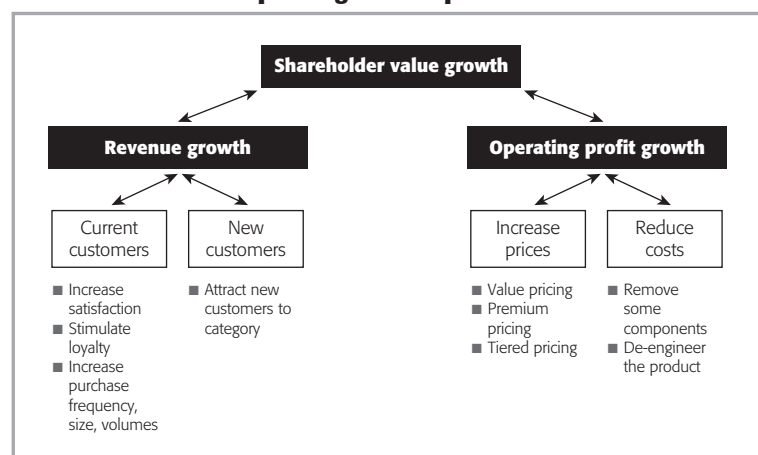 Shareholder value growth
Revenue growth
Operating profit growth
Current
customers
New
customers
Increase
prices
Reduce
costs
■ Increase
satisfaction
■ Stimulate
loyalty
■ Increase
purchase
frequency,
size, volumes
■ Attract new
customers to
category
■ Value pricing
■ Premium
pricing
■ Tiered pricing
■ Remove
some
components
■ De-engineer
the product